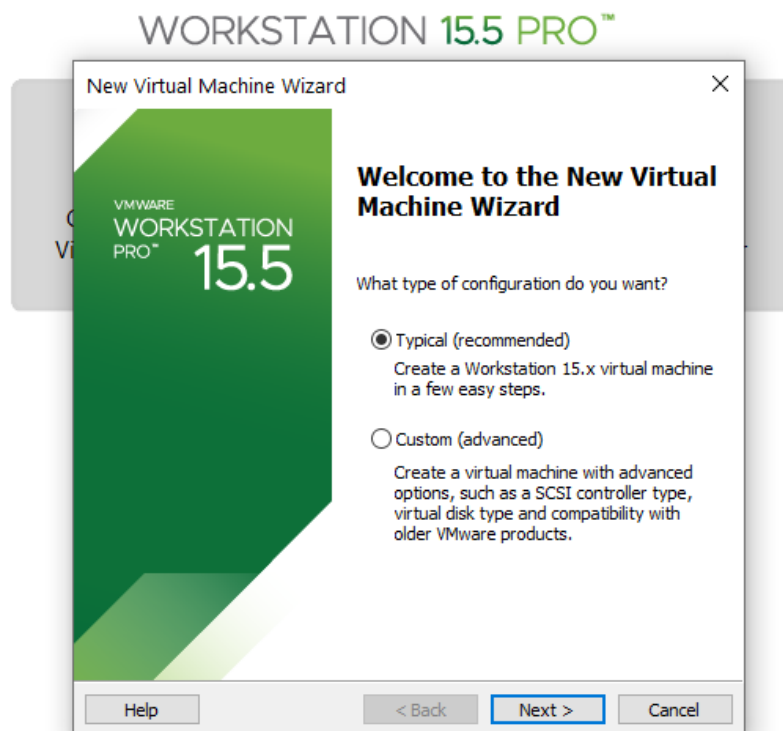 WORKSTATION 15.5 PRO™
New Virtual Machine Wizard
VMWARE
WORKSTATION
PRO™ 15.5
Welcome to the New Virtual
Machine Wizard
What type of configuration do you want?
Typical (recommended)
Create a Workstation 15.x virtual machine
in a few easy steps.
Custom (advanced)
Create a virtual machine with advanced
options, such as a SCSI controller type,
virtual disk type and compatibility with
older VMware products.
Help
< Back
Next >
Cancel